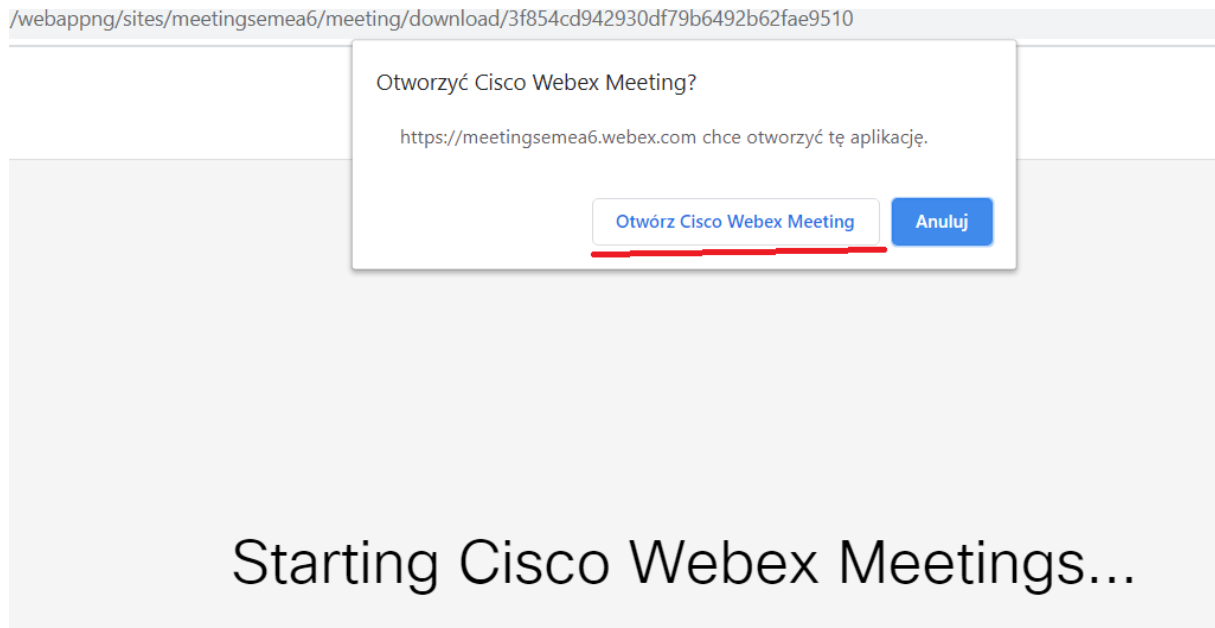 /webappng/sites/meetingsemea6/meeting/download/3f854cd942930df79b6492b62fae9510
Otworzyć Cisco Webex Meeting?
https://meetingsemea6.webex.com chce otworzyć tę aplikację.
Otwórz Cisco Webex Meeting Anuluj
Starting Cisco Webex Meetings...